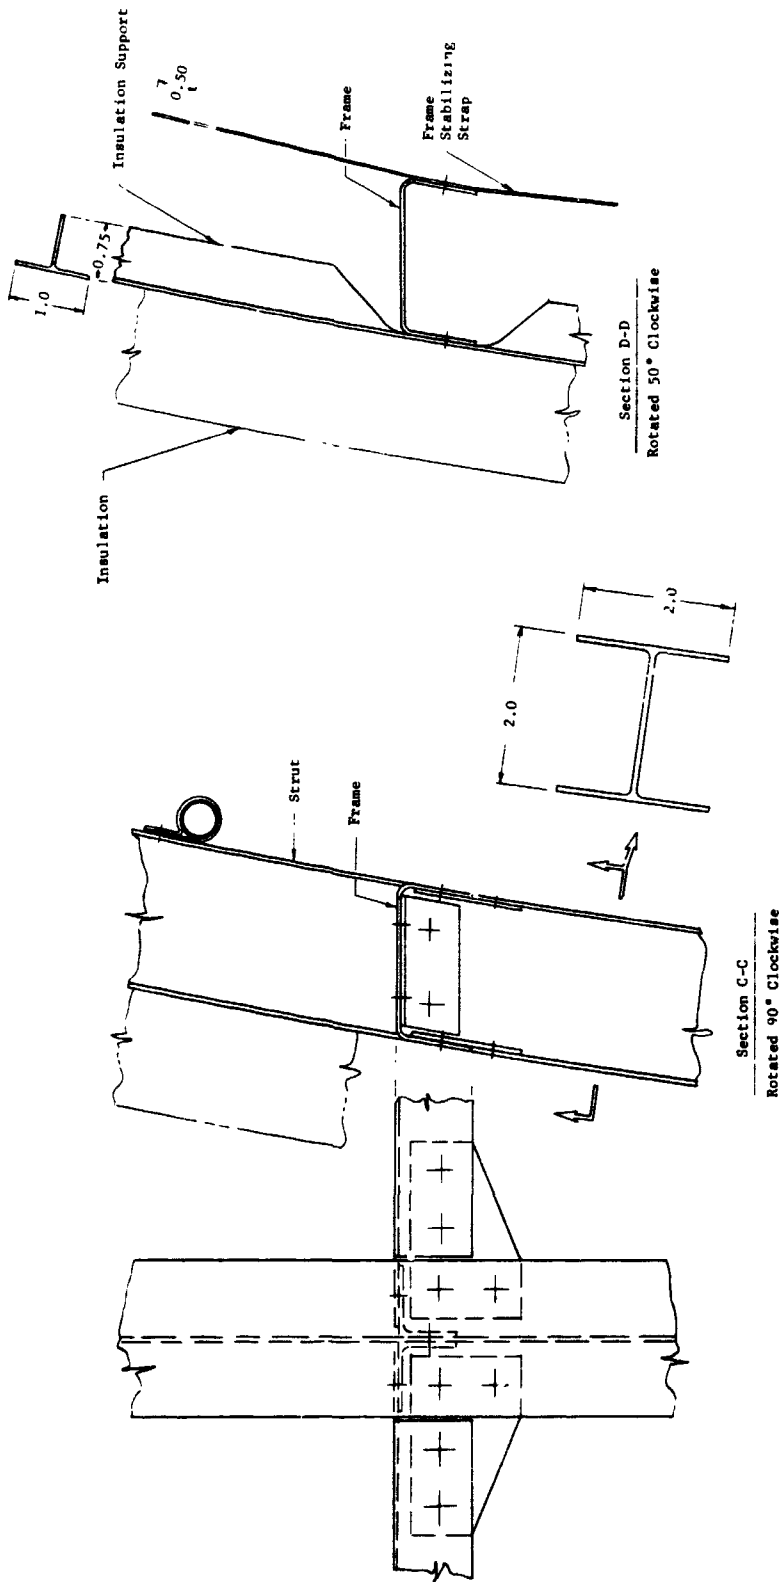 Insulation Support
0.50
Frame
Frame
Stabilizing
Strap
1.0
0.75
Insulation
Section D-D
Rotated 50° Clockwise
Strut
Frame
2.0
2.0
Section C-C
Rotated 90° Clockwise